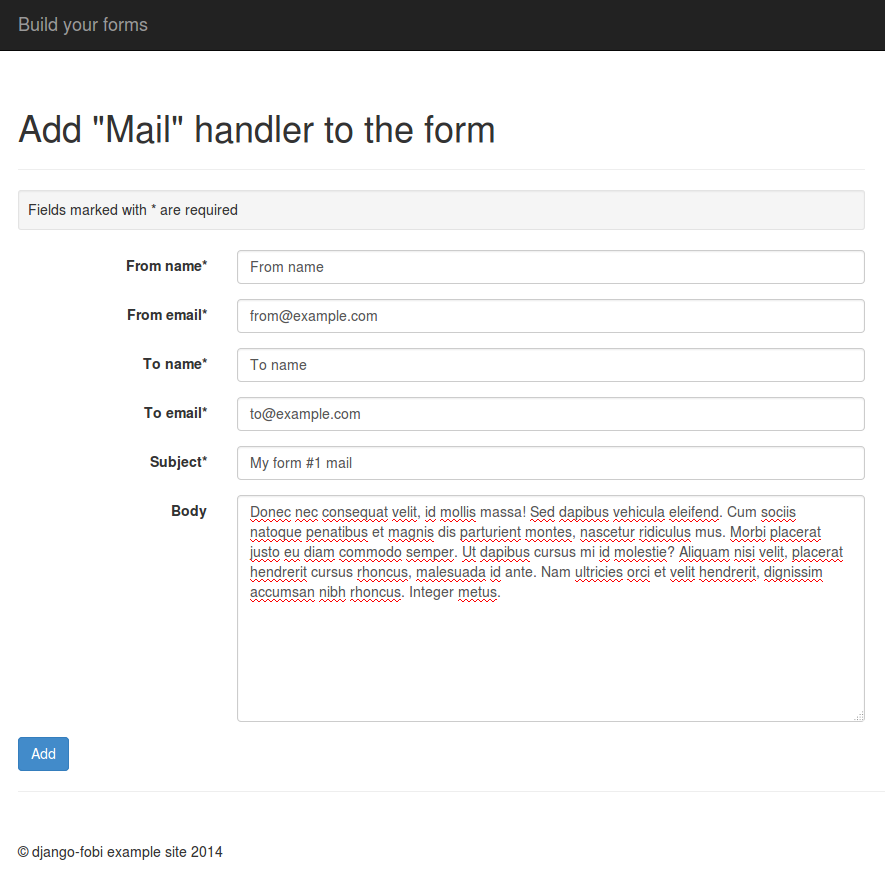 Build your forms
Add "Mail" handler to the form
Fields marked with * are required
From name* From name
From email* from@example.com
To name* To name
To email* to@example.com
Subject* My form #1 mail
Body Donec nec consequat velit, id mollis massa! Sed dapibus vehicula eleifend. Cum sociis
natoque penatibus et magnis dis parturient montes, nascetur ridiculus mus. Morbi placerat
justo eu diam commodo semper. Ut dapibus cursus mi id molestie? Aliquam nisi velit, placerat
hendrerit cursus rhoncus, malesuada id ante. Nam ultricies orci et velit hendrerit, dignissim
accumsan nibh rhoncus. Integer metus.
Add
© django-fobi example site 2014